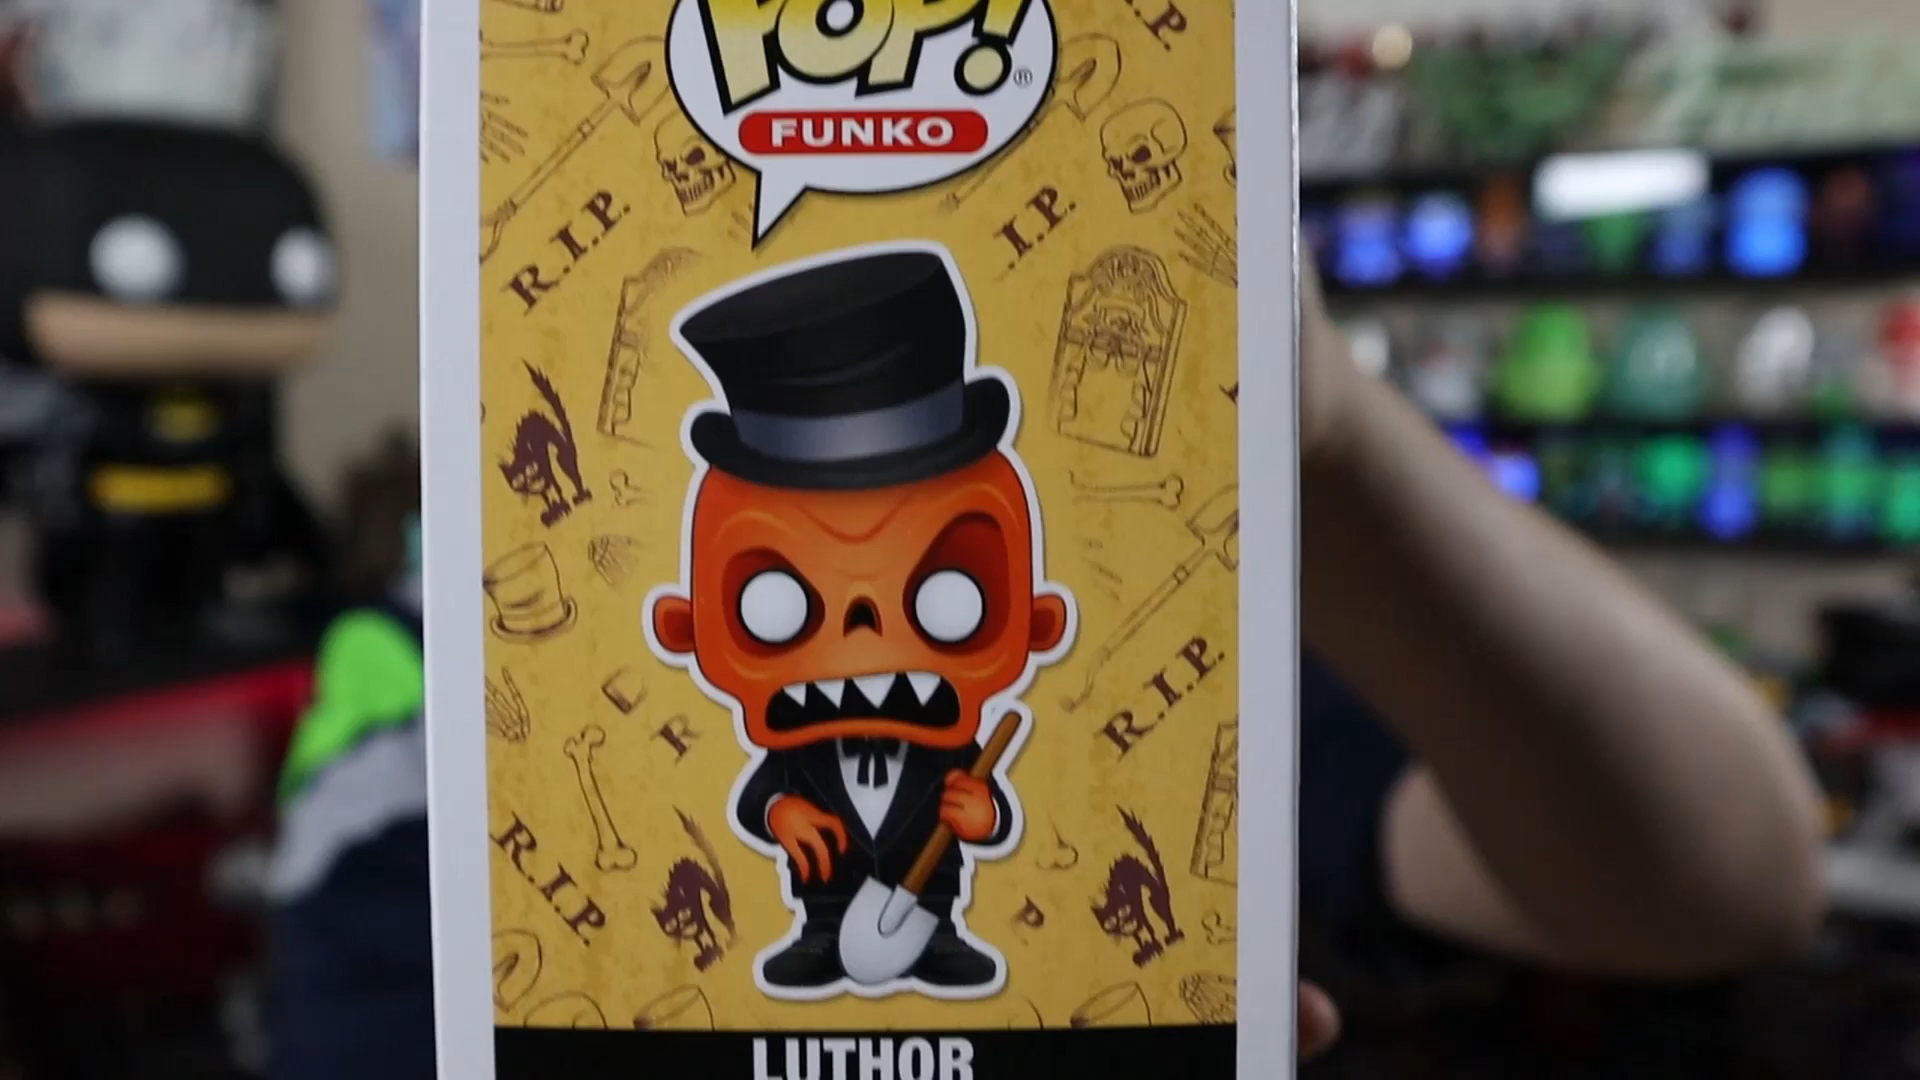 POP!
®
FUNKO
R.I.P.
R.I.P.
.I.P.
R.I.P.
R
R.I.P.
P
LUTHOR